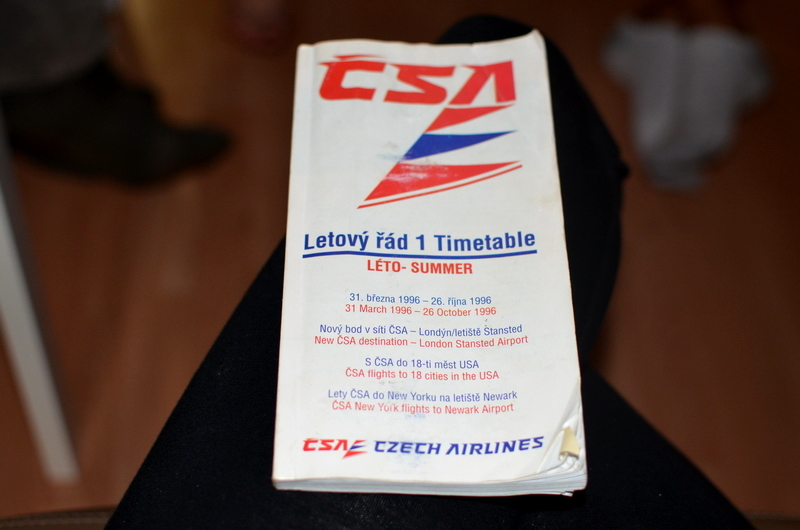 ČSA
Letový řád 1 Timetable
LÉTO- SUMMER
31. března 1996 – 26. října 1996
31 March 1996 – 26 October 1996
Nový bod v síti ČSA – Londýn/letiště Stansted
New ČSA destination – London Stansted Airport
S ČSA do 18-ti měst USA
ČSA flights to 18 cities in the USA
Lety ČSA do New Yorku na letiště Newark
ČSA New York flights to Newark Airport
ČSA CZECH AIRLINES